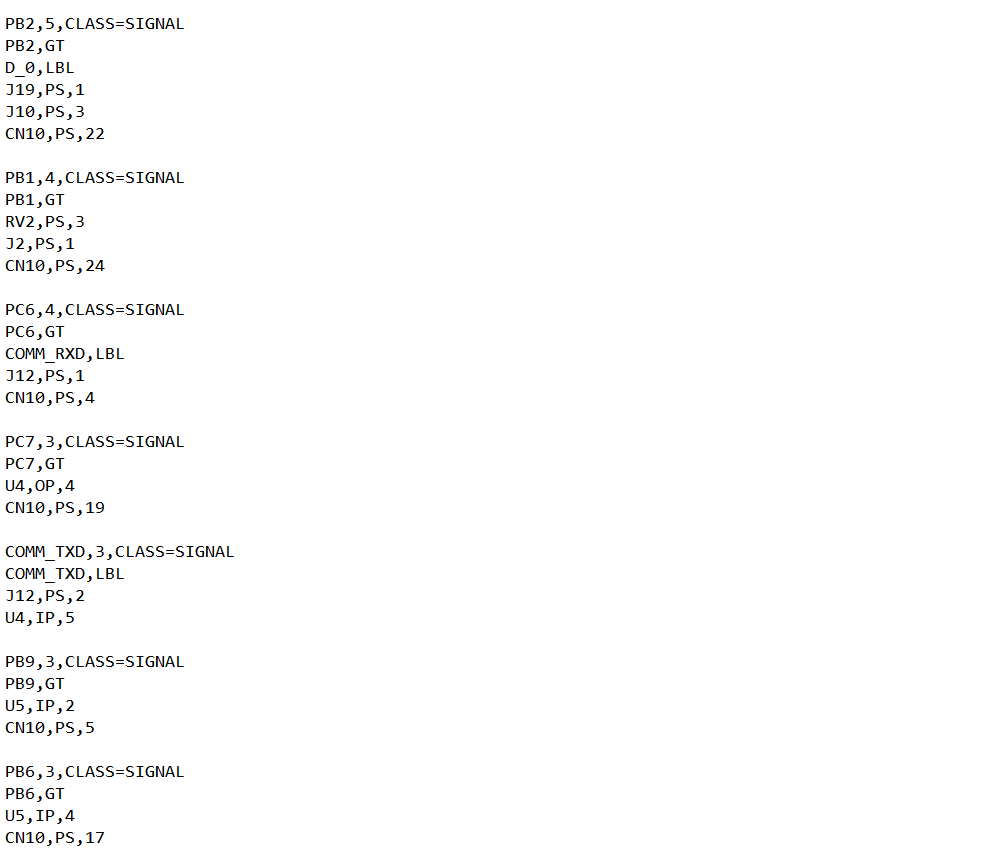 PB2,5,CLASS=SIGNAL
PB2,GT
D_0,LBL
J19,PS,1
J10,PS,3
CN10,PS,22

PB1,4,CLASS=SIGNAL
PB1,GT
RV2,PS,3
J2,PS,1
CN10,PS,24

PC6,4,CLASS=SIGNAL
PC6,GT
COMM_RXD,LBL
J12,PS,1
CN10,PS,4

PC7,3,CLASS=SIGNAL
PC7,GT
U4,OP,4
CN10,PS,19

COMM_TXD,3,CLASS=SIGNAL
COMM_TXD,LBL
J12,PS,2
U4,IP,5

PB9,3,CLASS=SIGNAL
PB9,GT
U5,IP,2
CN10,PS,5

PB6,3,CLASS=SIGNAL
PB6,GT
U5,IP,4
CN10,PS,17